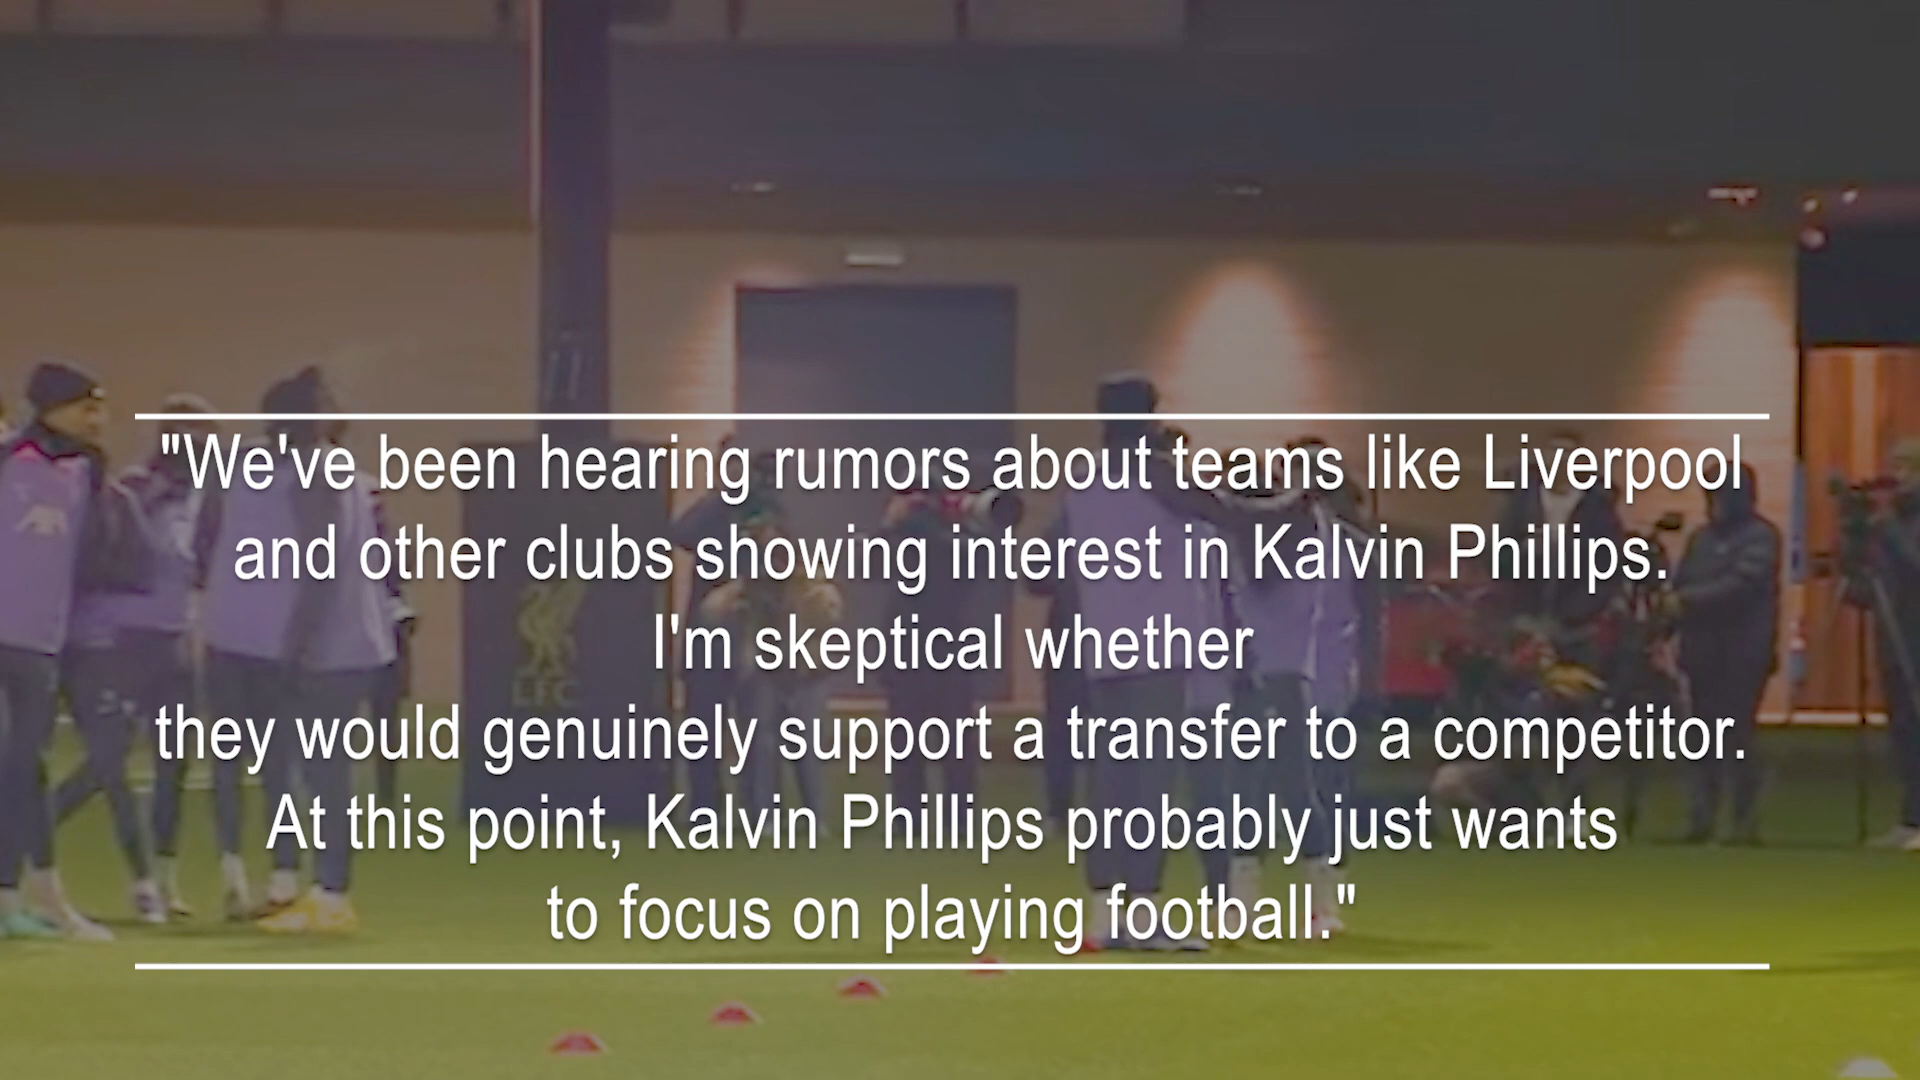 "We've been hearing rumors about teams like Liverpool
and other clubs showing interest in Kalvin Phillips.
I'm skeptical whether
they would genuinely support a transfer to a competitor.
At this point, Kalvin Phillips probably just wants
to focus on playing football."
LFC